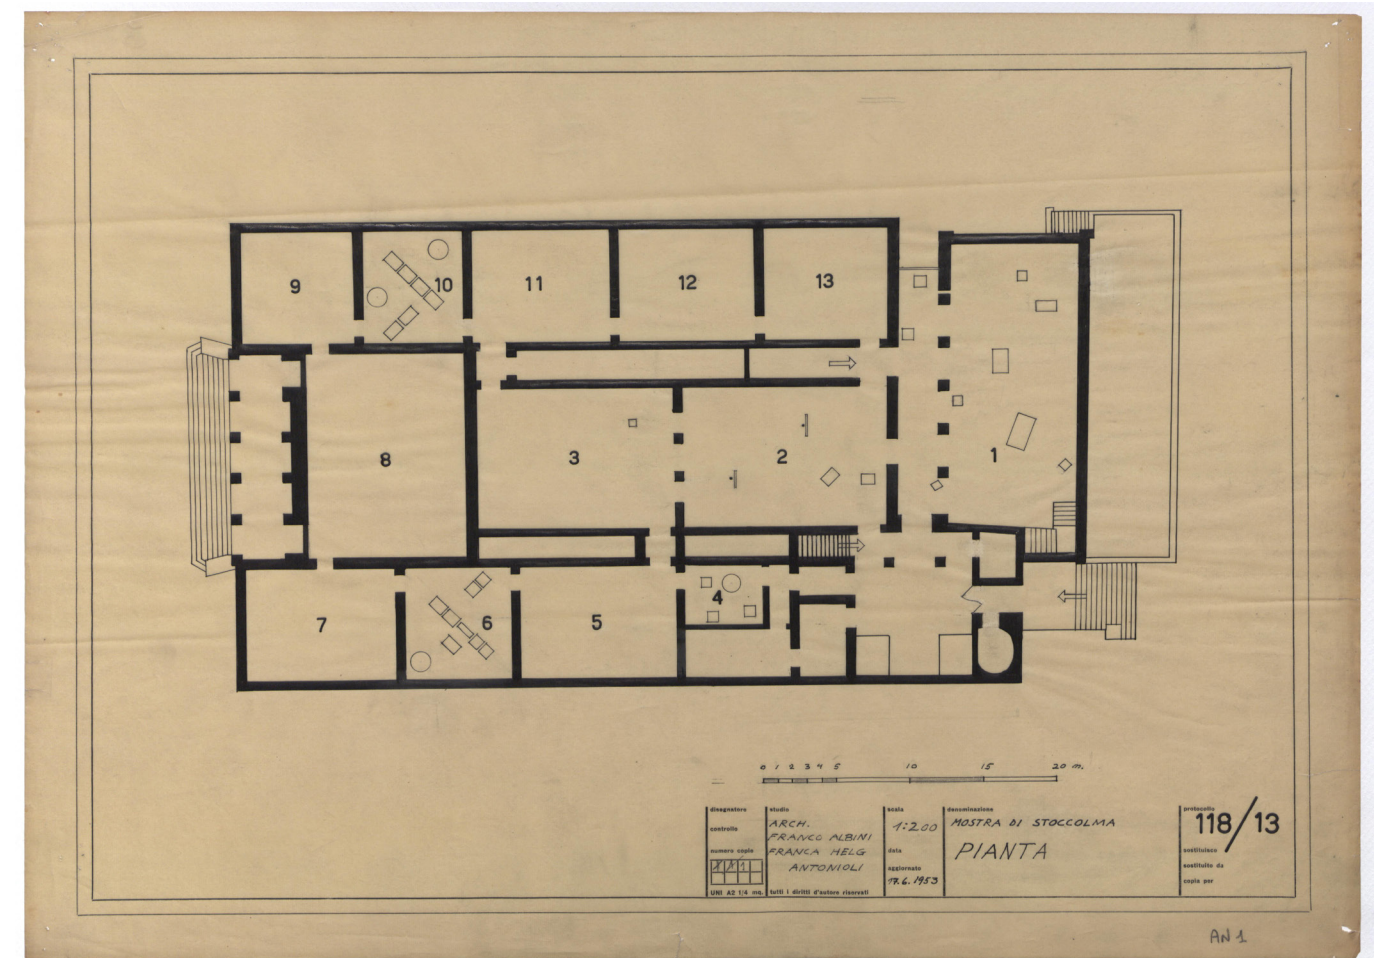 9
10
11
12
13
8
3
2
1
7
6
5
4
0 1 2 3 4 5 10 15 20 m.
disegnatore
controllo
numero copie
X X 1
UNI A2 1/4 mq.
studio
ARCH.
FRANCO ALBINI
FRANCA HELG
ANTONIOLI
tutti i diritti d'autore riservati
scala
1:200
data
aggiornato
17.6.1953
denominazione
MOSTRA DI STOCCOLMA
PIANTA
protocollo
118/13
sostituisce
sostituito da
copia per
AN 1